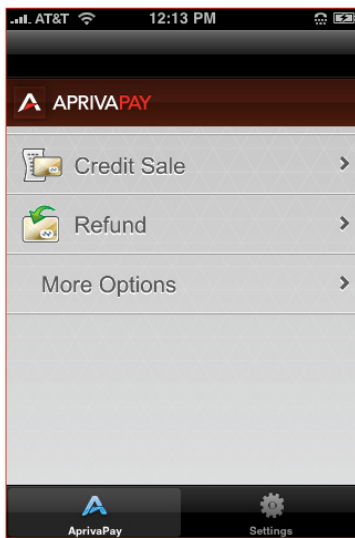 AT&T 12:13 PM
APRIVAPAY
Credit Sale
Refund
More Options
AprivaPay Settings